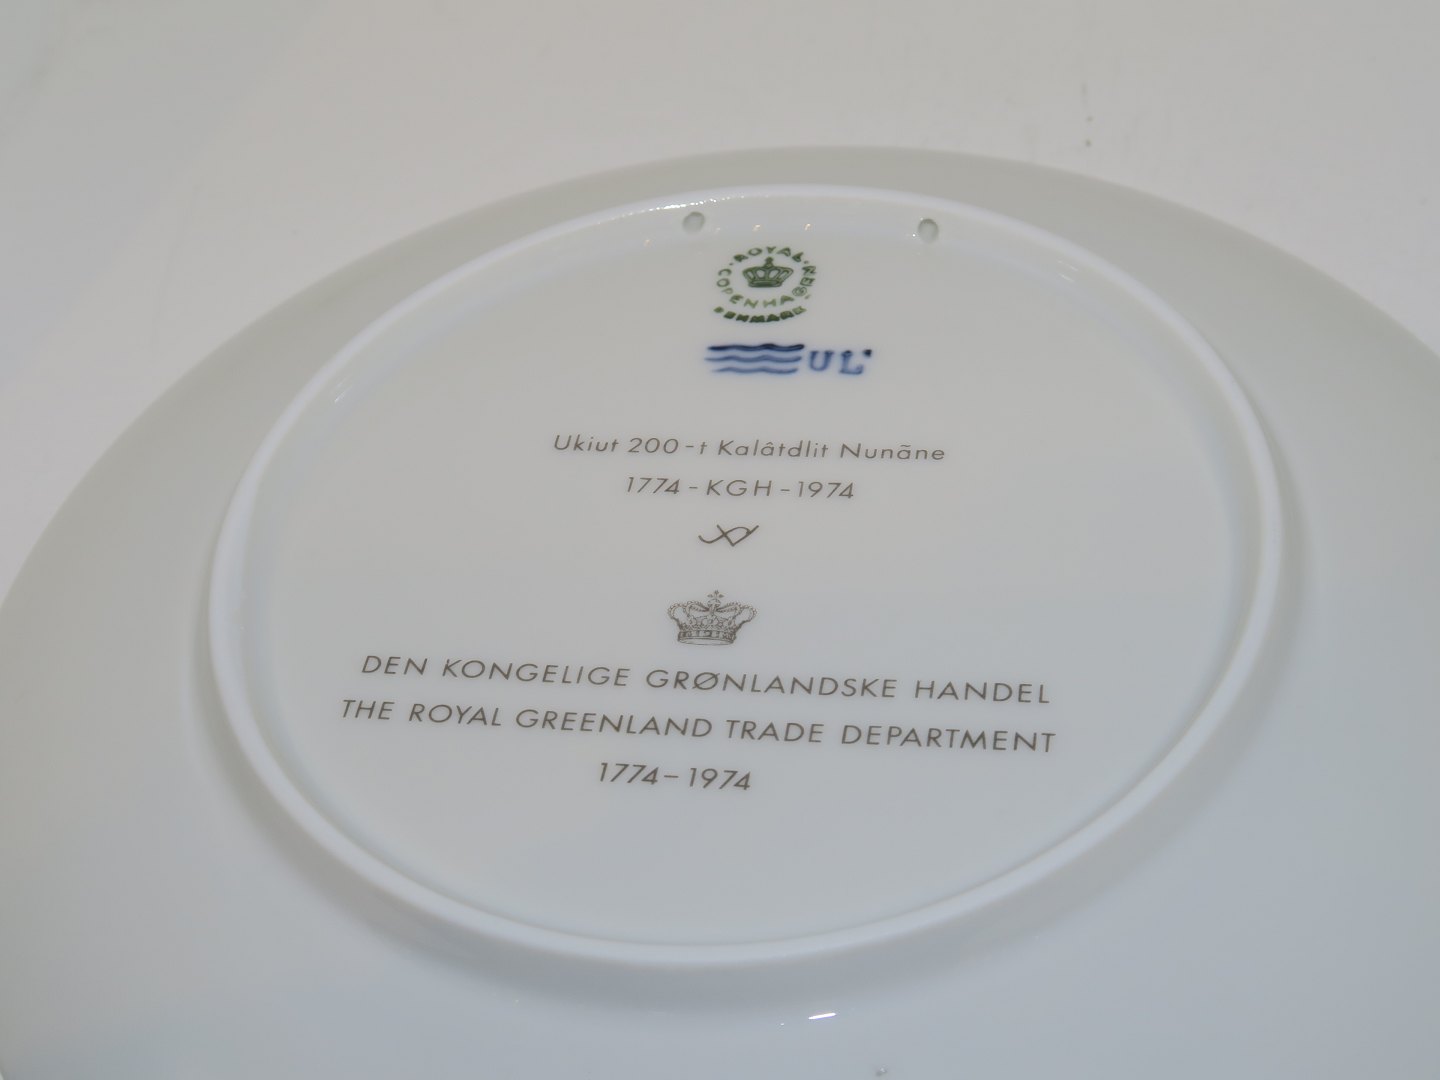 ROYAL
COPENHAGEN
DENMARK
UL
Ukiut 200-t Kalâtdlit Nunãne
1774-KGH-1974
DEN KONGELIGE GRØNLANDSKE HANDEL
THE ROYAL GREENLAND TRADE DEPARTMENT
1774-1974